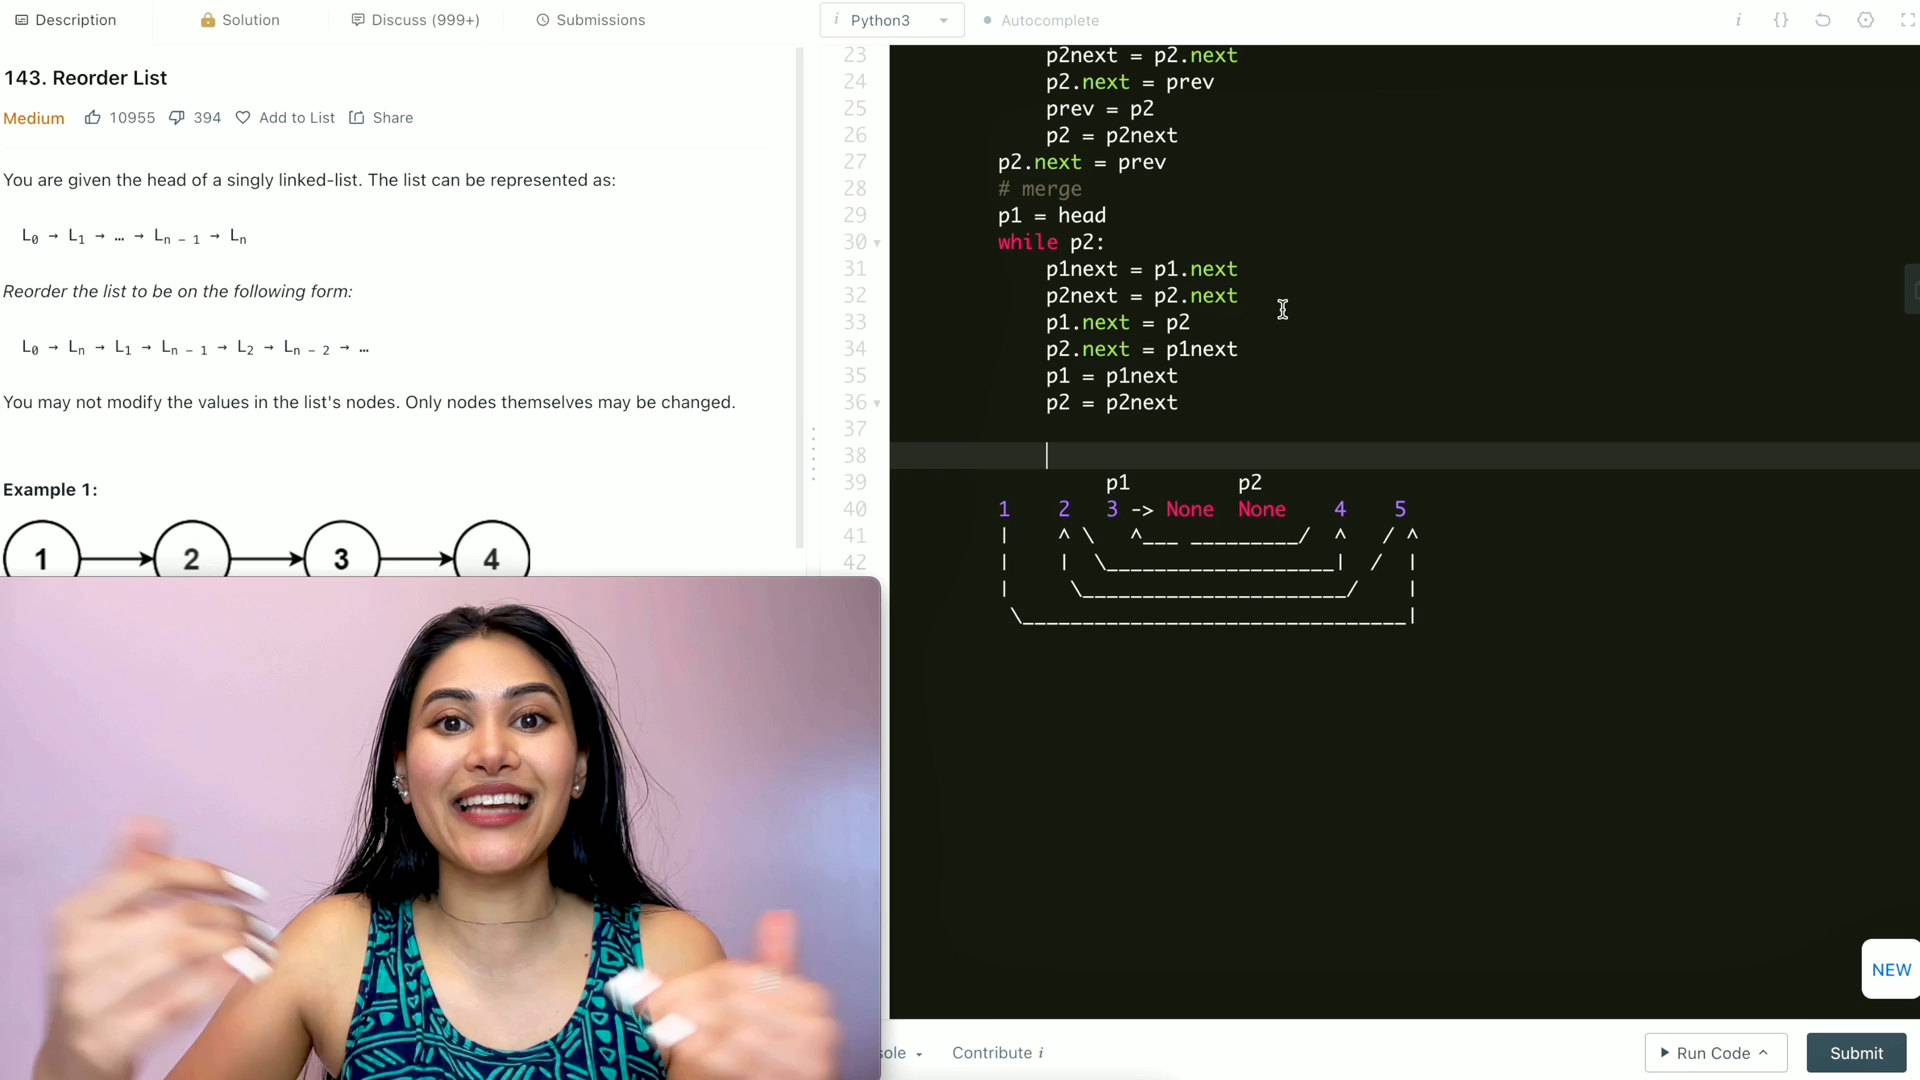 Description
Solution
Discuss (999+)
Submissions
i Python3
Autocomplete
i {}
143. Reorder List
Medium 10955 394 Add to List Share
You are given the head of a singly linked-list. The list can be represented as:
L0 → L1 → … → Ln - 1 → Ln
Reorder the list to be on the following form:
L0 → Ln → L1 → Ln - 1 → L2 → Ln - 2 → …
You may not modify the values in the list's nodes. Only nodes themselves may be changed.
Example 1:
1 2 3 4
23 p2next = p2.next
24 p2.next = prev
25 prev = p2
26 p2 = p2next
27 p2.next = prev
28 # merge
29 p1 = head
30 while p2:
31 p1next = p1.next
32 p2next = p2.next
33 p1.next = p2
34 p2.next = p1next
35 p1 = p1next
36 p2 = p2next
37
38
39 p1 p2
40 1 2 3 -> None None 4 5
41 | ^ \ ^___ _________/ ^ / ^
42 | | \___________________| / |
| \______________________/ |
\________________________________|
NEW
sole
Contribute i
Run Code
Submit